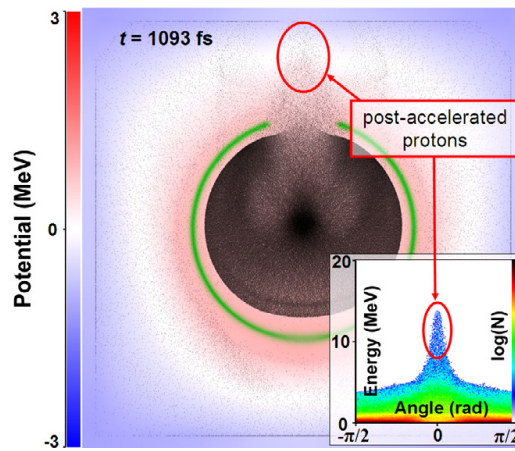 3
t = 1093 fs
post-accelerated
protons
Potential (MeV)
0
-3
20
10
0
Energy (MeV)
log(N)
Angle (rad)
-π/2
0
π/2